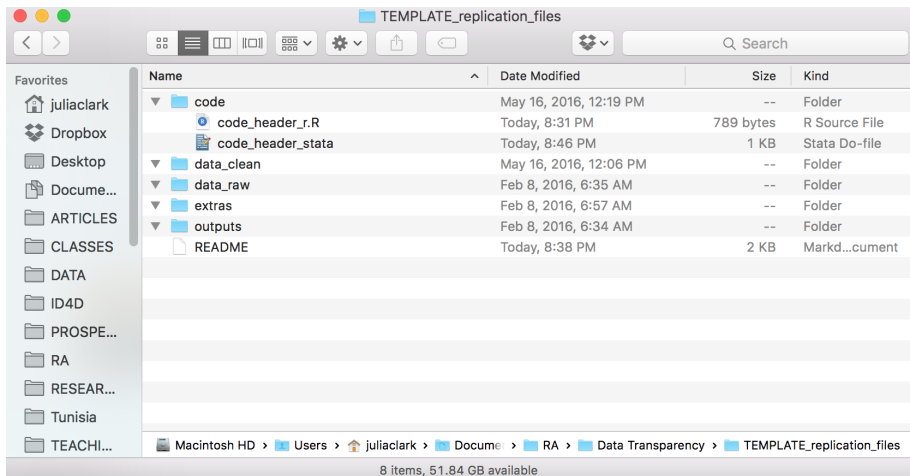 TEMPLATE_replication_files
Search
Favorites
juliaclark
Dropbox
Desktop
Docume...
ARTICLES
CLASSES
DATA
ID4D
PROSPE...
RA
RESEAR...
Tunisia
TEACHI...
Name Date Modified Size Kind
code May 16, 2016, 12:19 PM -- Folder
code_header_r.R Today, 8:31 PM 789 bytes R Source File
code_header_stata Today, 8:46 PM 1 KB Stata Do-file
data_clean May 16, 2016, 12:06 PM -- Folder
data_raw Feb 8, 2016, 6:35 AM -- Folder
extras Feb 8, 2016, 6:57 AM -- Folder
outputs Feb 8, 2016, 6:34 AM -- Folder
README Today, 8:38 PM 2 KB Markd...cument
Macintosh HD › Users › juliaclark › Docume › RA › Data Transparency › TEMPLATE_replication_files
8 items, 51.84 GB available